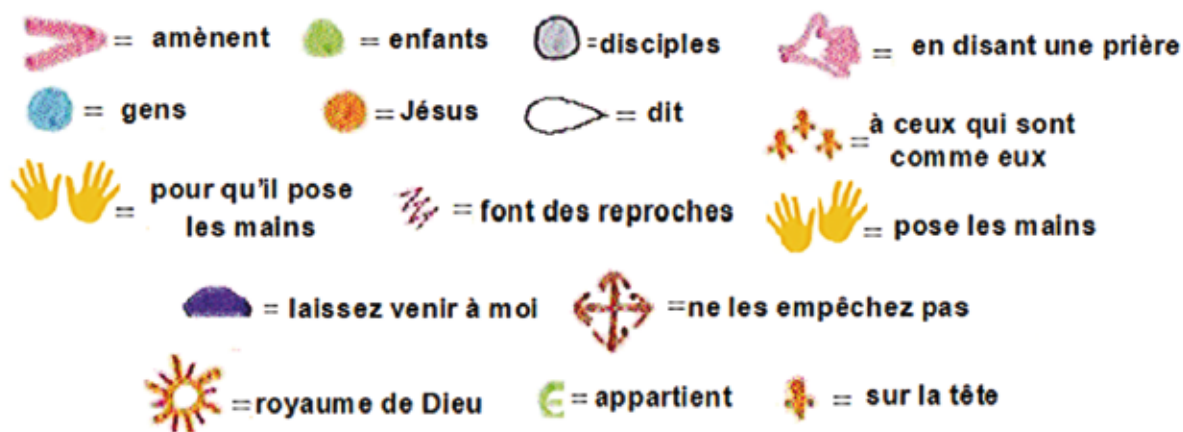 = amènent = enfants =disciples = en disant une prière
= gens = Jésus = dit =à ceux qui sont
comme eux
= pour qu'il pose
les mains = font des reproches = pose les mains
= laissez venir à moi =ne les empêchez pas
=royaume de Dieu =appartient = sur la tête